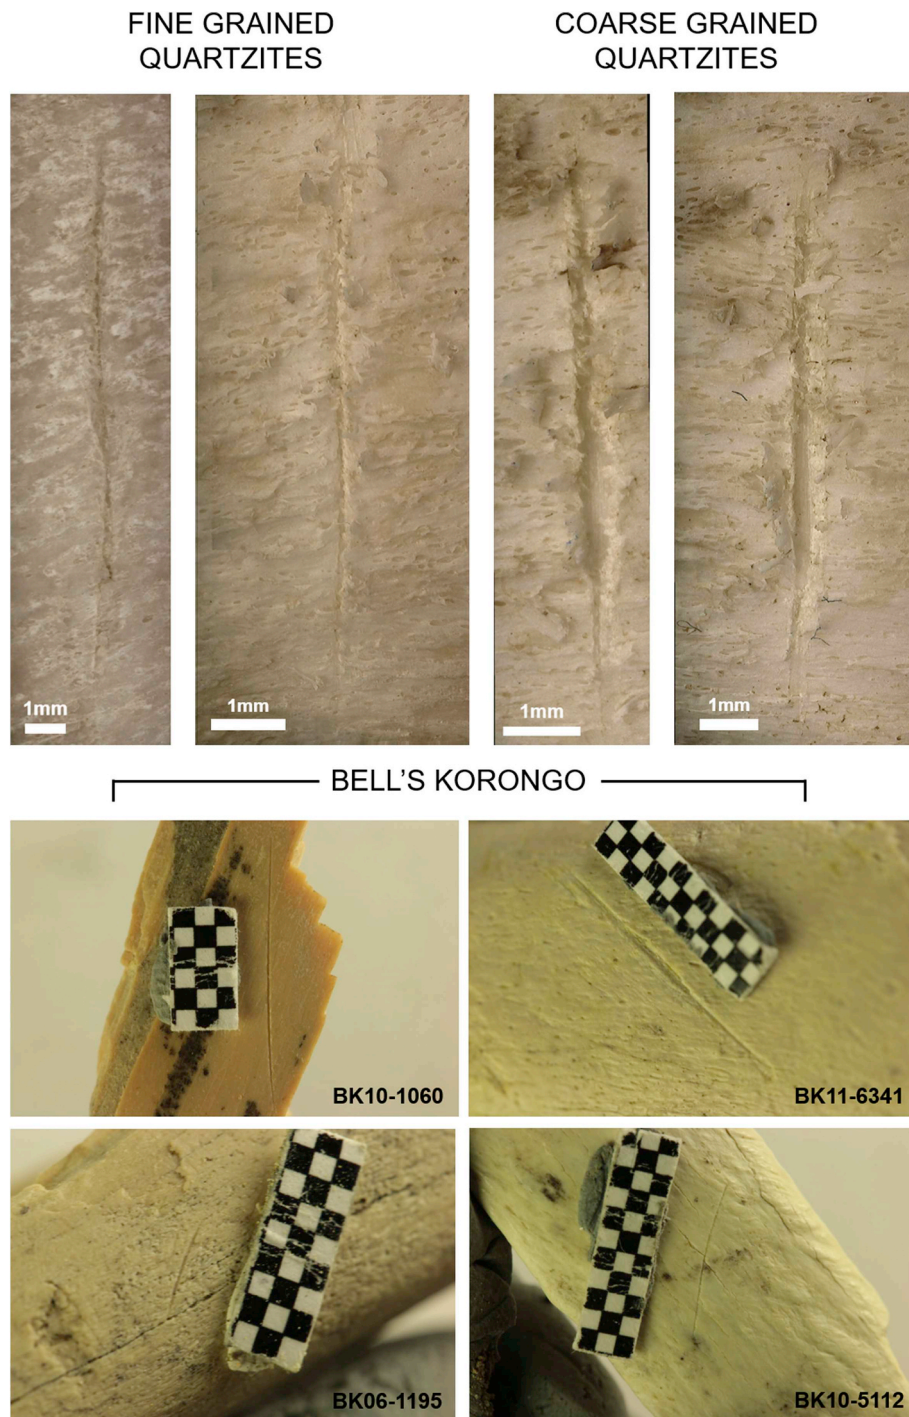 FINE GRAINED
QUARTZITES
COARSE GRAINED
QUARTZITES
1mm
1mm
1mm
1mm
BELL'S KORONGO
BK10-1060
BK11-6341
BK06-1195
BK10-5112